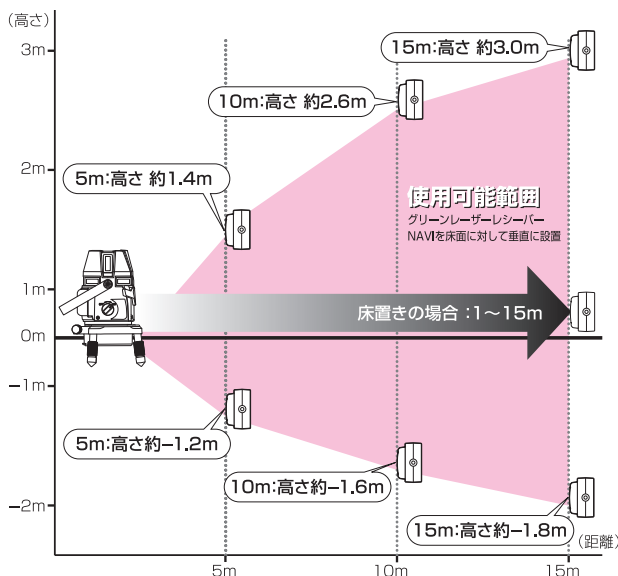 （高さ）
3m
15m:高さ 約3.0m
10m:高さ 約2.6m
2m
5m:高さ 約1.4m
使用可能範囲
グリーンレーザーレシーバー
NAVIを床面に対して垂直に設置
1m
床置きの場合：1〜15m
0m
−1m
5m:高さ約−1.2m
10m:高さ約−1.6m
−2m
15m:高さ約−1.8m
（距離）
5m
10m
15m